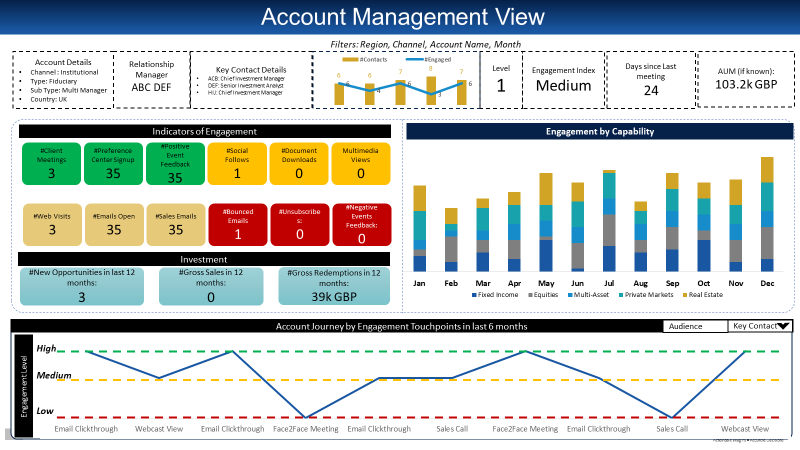 Account Management View
Filters: Region, Channel, Account Name, Month
Account Details
• Channel : Institutional
• Type: Fiduciary
• Sub Type: Multi Manager
• Country: UK
Relationship
Manager
ABC DEF
Key Contact Details
• ACB: Chief Investment Manager
• DEF: Senior Investment Analyst
• HIJ: Chief Investment Manager
#Contacts #Engaged
6 6 7 8 7
6 4 6 3 6
Level
1
Engagement Index
Medium
Days since Last
meeting
24
AUM (if known):
103.2k GBP
Indicators of Engagement
#Client
Meetings
3
#Preference
Center Signup
35
#Positive
Event
Feedback
35
#Social
Follows
1
#Document
Downloads
0
Multimedia
Views
0
#Web Visits
3
#Emails Open
35
#Sales Emails
35
#Bounced
Emails
1
#Unsubscribe
s:
0
#Negative
Events
Feedback:
0
Investment
#New Opportunities in last 12
months:
3
#Gross Sales in 12
months:
0
#Gross Redemptions in 12
months:
39k GBP
Engagement by Capability
Jan Feb Mar Apr May Jun Jul Aug Sep Oct Nov Dec
Fixed Income Equities Multi-Asset Private Markets Real Estate
Account Journey by Engagement Touchpoints in last 6 months
Audience
Key Contact
Engagement Level
High
Medium
Low
Email Clickthrough Webcast View Email Clickthrough Face2Face Meeting Email Clickthrough Sales Call Face2Face Meeting Email Clickthrough Sales Call Webcast View